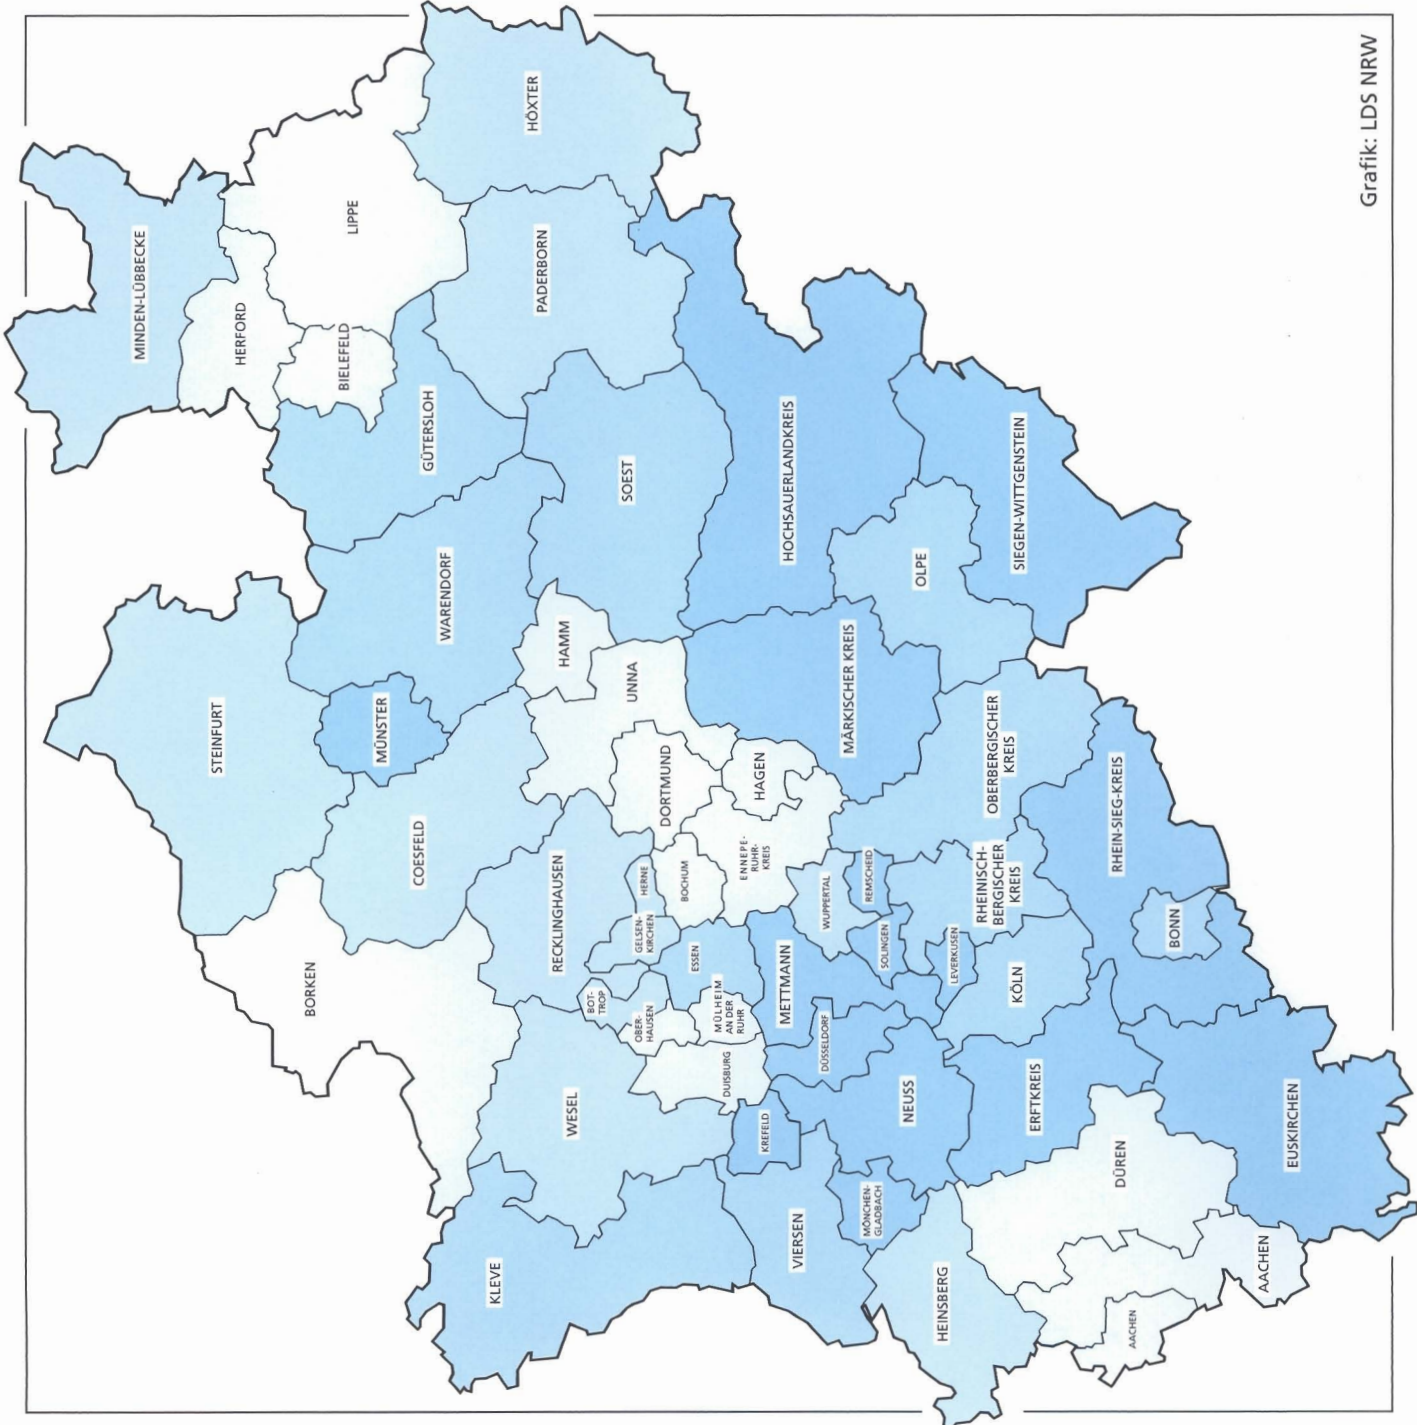 MINDEN-LÜBBECKE
STEINFURT
HERFORD
BORKEN
BIELEFELD
LIPPE
MÜNSTER
COESFELD
GÜTERSLOH
WARENDORF
KLEVE
HÖXTER
PADERBORN
RECKLINGHAUSEN
HAMM
WESEL
BOT-
TROP
SOEST
UNNA
GELSEN-
KIRCHEN
HERNE
OBER-
HAUSEN
DORTMUND
BOCHUM
ESSEN
DUISBURG
MÜLHEIM
AN DER
RUHR
ENNEPE-
RUHR-
KREIS
HAGEN
KREFELD
METTMANN
HOCHSAUERLANDKREIS
VIERSEN
DÜSSELDORF
WUPPERTAL
MÄRKISCHER KREIS
REMSCHEID
MÖNCHEN-
GLADBACH
SOLINGEN
NEUSS
OLPE
HEINSBERG
LEVERKUSEN
RHEINISCH-
BERGISCHER
KREIS
OBERBERGISCHER
KREIS
KÖLN
SIEGEN-WITTGENSTEIN
ERFTKREIS
RHEIN-SIEG-KREIS
DÜREN
AACHEN
BONN
AACHEN
EUSKIRCHEN
Grafik: LDS NRW